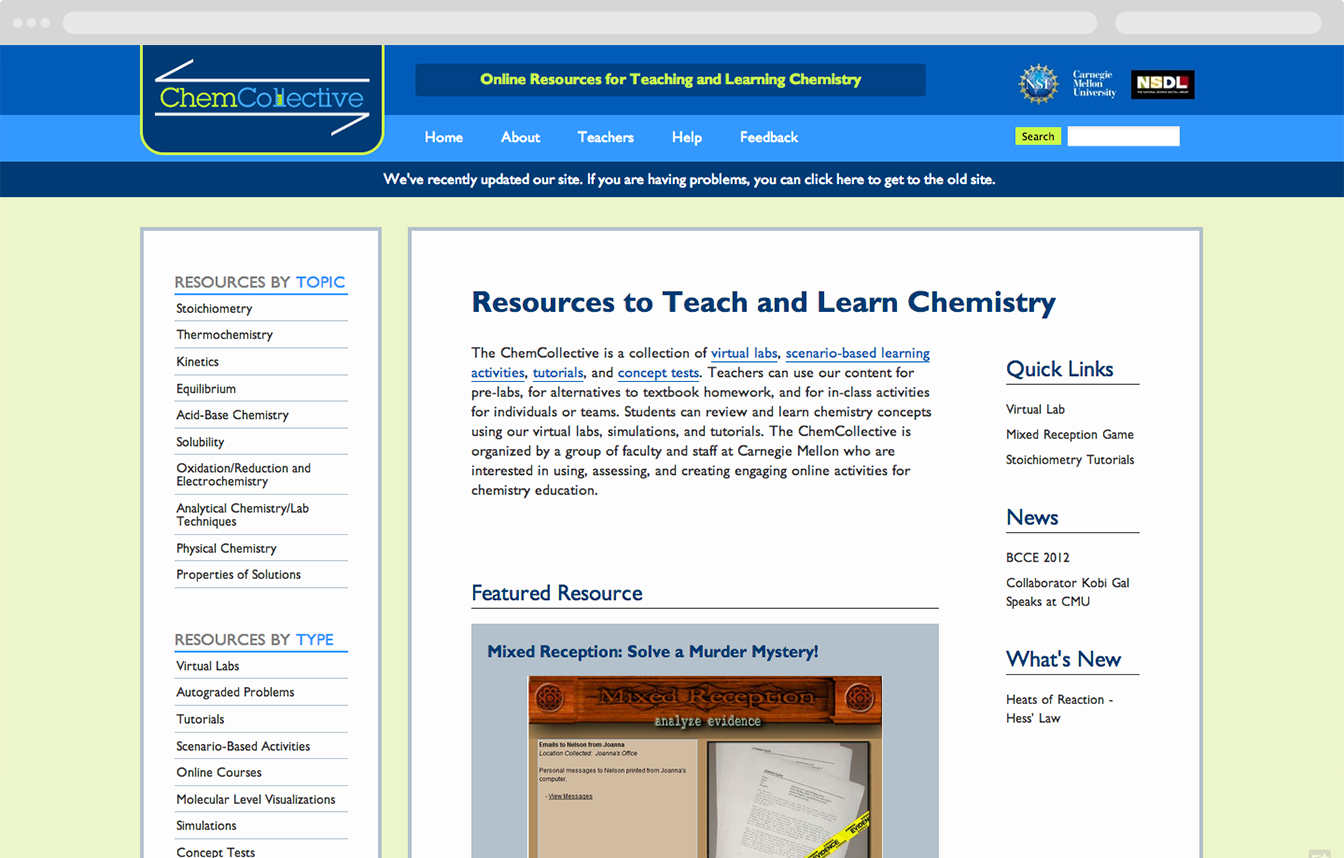 ChemCollective
Online Resources for Teaching and Learning Chemistry
NSF
Carnegie
Mellon
University
NSDL
Home
About
Teachers
Help
Feedback
Search
We've recently updated our site. If you are having problems, you can click here to get to the old site.
RESOURCES BY TOPIC
Stoichiometry
Thermochemistry
Kinetics
Equilibrium
Acid-Base Chemistry
Solubility
Oxidation/Reduction and
Electrochemistry
Analytical Chemistry/Lab
Techniques
Physical Chemistry
Properties of Solutions
RESOURCES BY TYPE
Virtual Labs
Autograded Problems
Tutorials
Scenario-Based Activities
Online Courses
Molecular Level Visualizations
Simulations
Concept Tests
Resources to Teach and Learn Chemistry
The ChemCollective is a collection of virtual labs, scenario-based learning
activities, tutorials, and concept tests. Teachers can use our content for
pre-labs, for alternatives to textbook homework, and for in-class activities
for individuals or teams. Students can review and learn chemistry concepts
using our virtual labs, simulations, and tutorials. The ChemCollective is
organized by a group of faculty and staff at Carnegie Mellon who are
interested in using, assessing, and creating engaging online activities for
chemistry education.
Featured Resource
Mixed Reception: Solve a Murder Mystery!
Mixed Reception
analyze evidence
Emails to Nelson from Joanna
Location Collected: Joanna's Office
Personal messages to Nelson printed from Joanna's
computer.
- View Messages
EVIDENCE
EVIDE
Quick Links
Virtual Lab
Mixed Reception Game
Stoichiometry Tutorials
News
BCCE 2012
Collaborator Kobi Gal
Speaks at CMU
What's New
Heats of Reaction -
Hess' Law